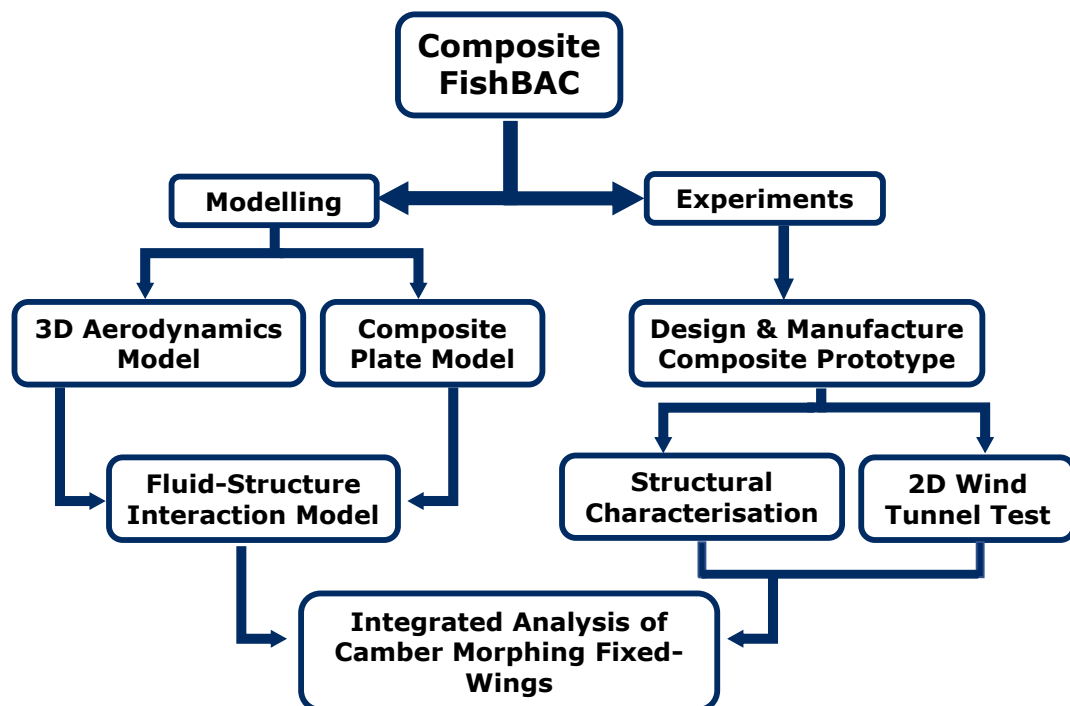 Composite
FishBAC
Modelling
Experiments
3D Aerodynamics
Model
Composite
Plate Model
Design & Manufacture
Composite Prototype
Fluid-Structure
Interaction Model
Structural
Characterisation
2D Wind
Tunnel Test
Integrated Analysis of
Camber Morphing Fixed-
Wings